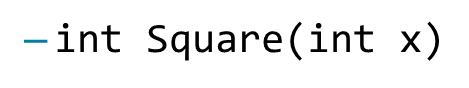 – int Square(int x)